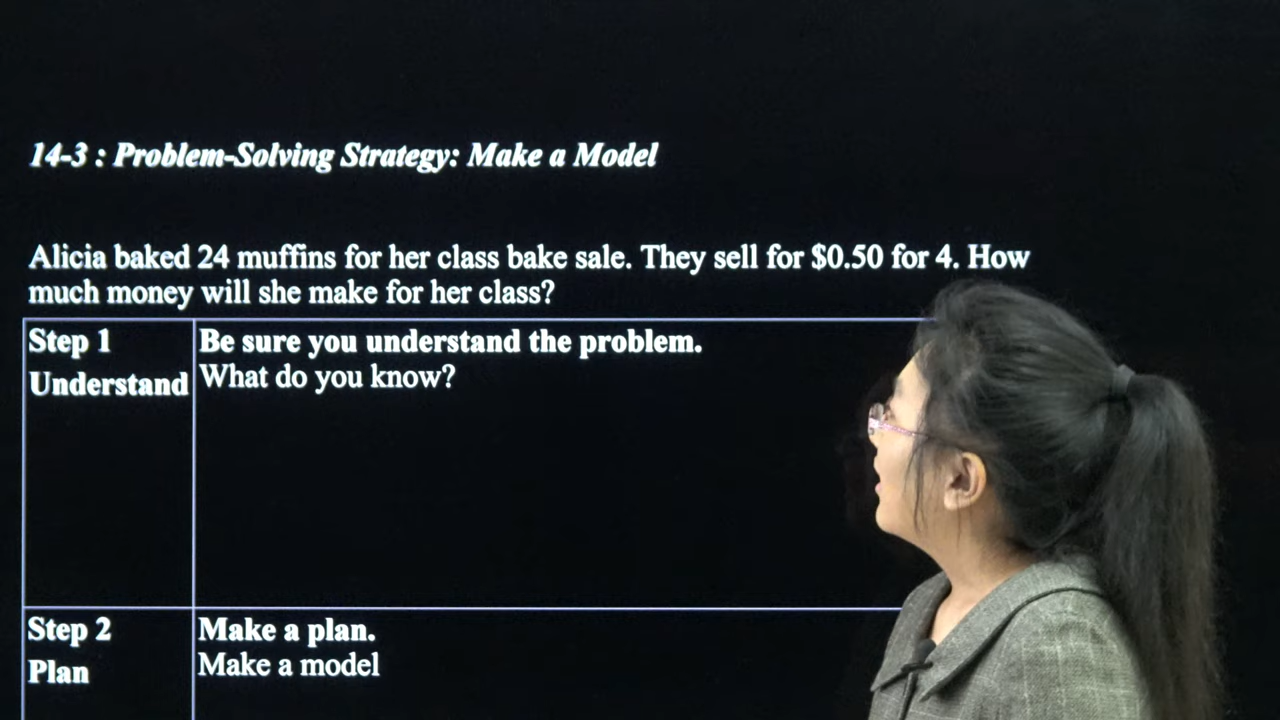 14-3 : Problem-Solving Strategy: Make a Model
Alicia baked 24 muffins for her class bake sale. They sell for $0.50 for 4. How
much money will she make for her class?
Step 1
Understand
Be sure you understand the problem.
What do you know?
Step 2
Plan
Make a plan.
Make a model